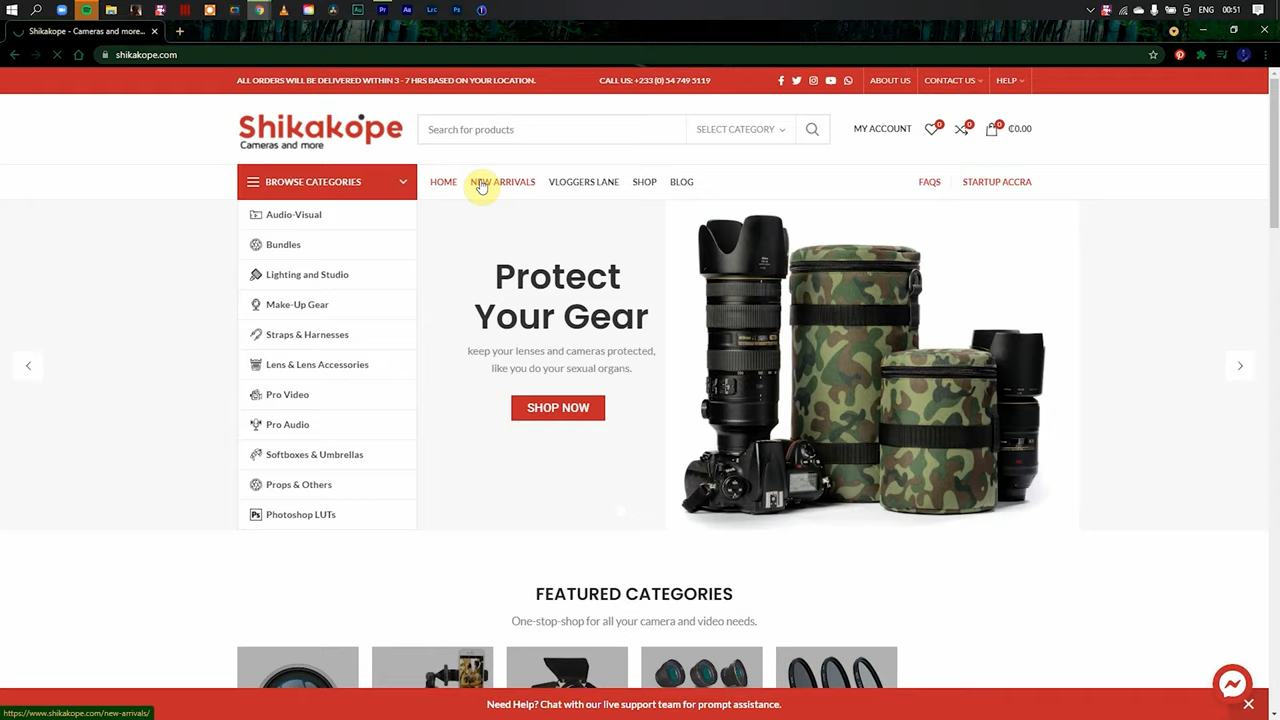 ENG
00:51
Shikakope - Cameras and more...
shikakope.com
ALL ORDERS WILL BE DELIVERED WITHIN 3 - 7 HRS BASED ON YOUR LOCATION.
CALL US: +233 (0) 54 749 5119
ABOUT US
CONTACT US
HELP
Shikakope
Cameras and more
Search for products
SELECT CATEGORY
MY ACCOUNT
0
0
0
₵0.00
BROWSE CATEGORIES
HOME
NEW ARRIVALS
VLOGGERS LANE
SHOP
BLOG
FAQS
STARTUP ACCRA
Audio-Visual
Bundles
Lighting and Studio
Make-Up Gear
Straps & Harnesses
Lens & Lens Accessories
Pro Video
Pro Audio
Softboxes & Umbrellas
Props & Others
Ps
Photoshop LUTs
Protect
Your Gear
keep your lenses and cameras protected,
like you do your sexual organs.
SHOP NOW
FEATURED CATEGORIES
One-stop-shop for all your camera and video needs.
Need Help? Chat with our live support team for prompt assistance.
https://www.shikakope.com/new-arrivals/